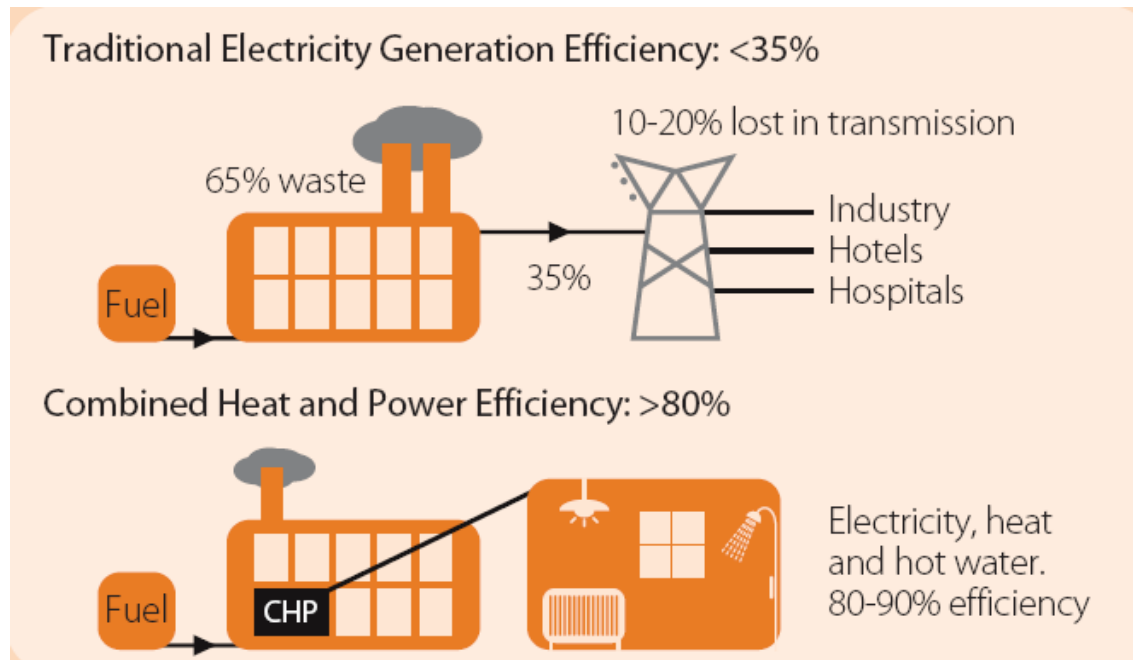 Traditional Electricity Generation Efficiency: <35%
10-20% lost in transmission
65% waste
Industry
Hotels
Hospitals
35%
Fuel
Combined Heat and Power Efficiency: >80%
Electricity, heat
and hot water.
80-90% efficiency
CHP
Fuel